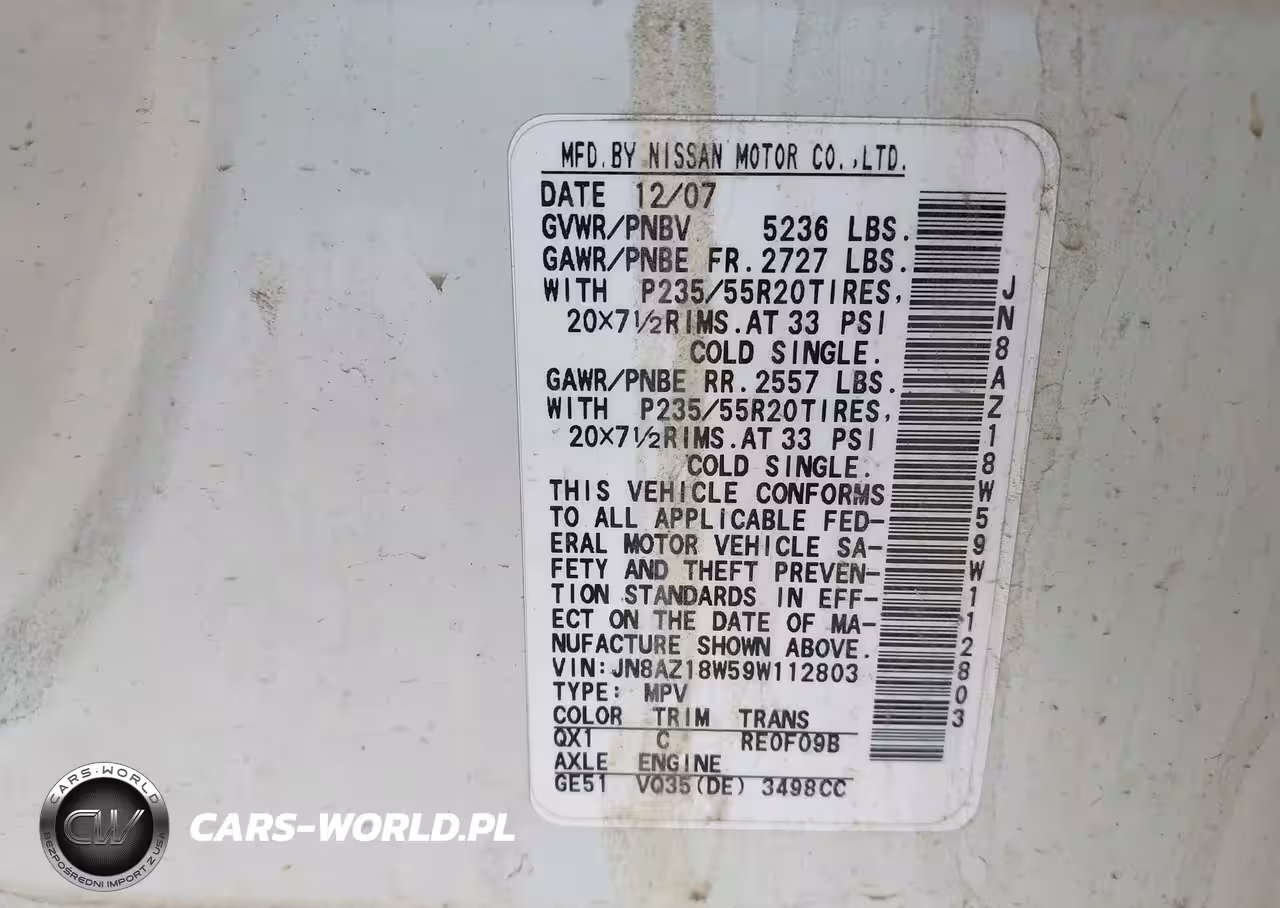 MFD.BY NISSAN MOTOR CO.,LTD.
DATE 12/07
GVWR/PNBV 5236 LBS.
GAWR/PNBE FR.2727 LBS.
WITH P235/55R20TIRES,
20X7½RIMS.AT 33 PSI
COLD SINGLE.
GAWR/PNBE RR.2557 LBS.
WITH P235/55R20TIRES,
20X7½RIMS.AT 33 PSI
COLD SINGLE.
THIS VEHICLE CONFORMS
TO ALL APPLICABLE FED-
ERAL MOTOR VEHICLE SA-
FETY AND THEFT PREVEN-
TION STANDARDS IN EFF-
ECT ON THE DATE OF MA-
NUFACTURE SHOWN ABOVE.
VIN:JN8AZ18W59W112803
TYPE: MPV
COLOR TRIM TRANS
QX1 C RE0F09B
AXLE ENGINE
GE51 VQ35(DE) 3498CC
JN8AZ18W59W112803
CARS-WORLD
CW
BEZPOŚREDNI IMPORT Z USA
CARS-WORLD.PL